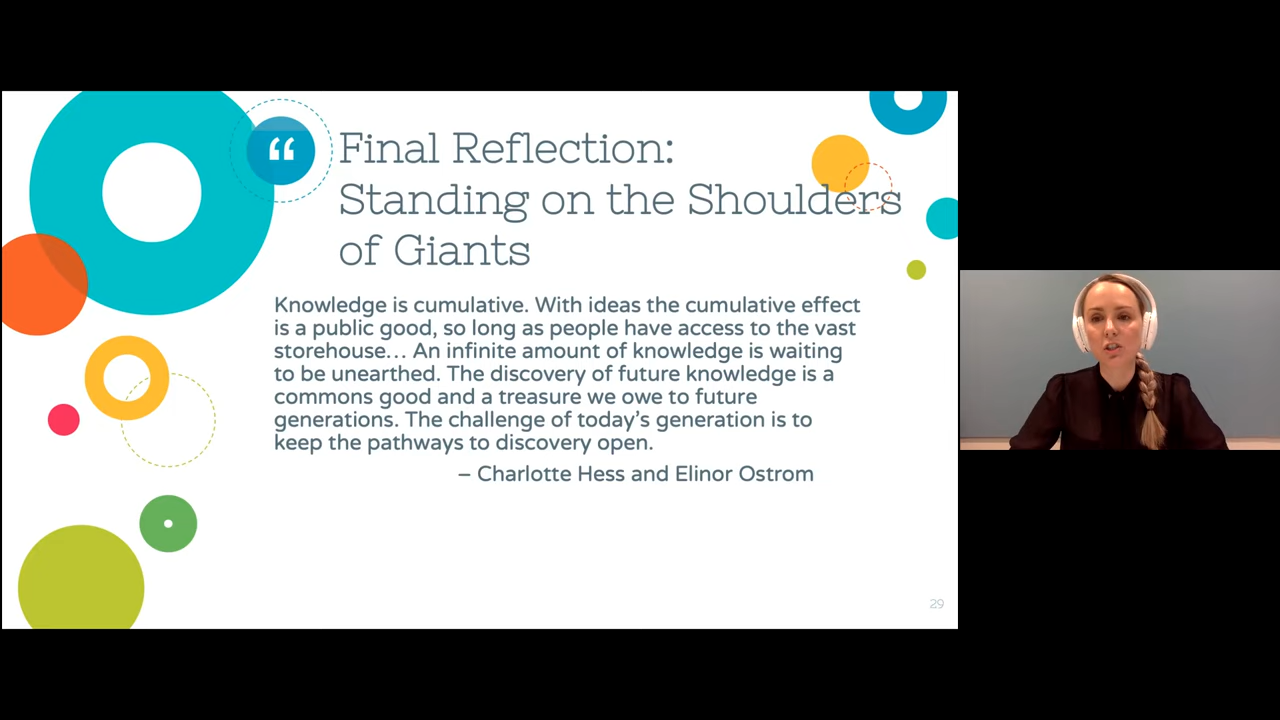 “
Final Reflection:
Standing on the Shoulders
of Giants
Knowledge is cumulative. With ideas the cumulative effect
is a public good, so long as people have access to the vast
storehouse… An infinite amount of knowledge is waiting
to be unearthed. The discovery of future knowledge is a
commons good and a treasure we owe to future
generations. The challenge of today’s generation is to
keep the pathways to discovery open.
– Charlotte Hess and Elinor Ostrom
29